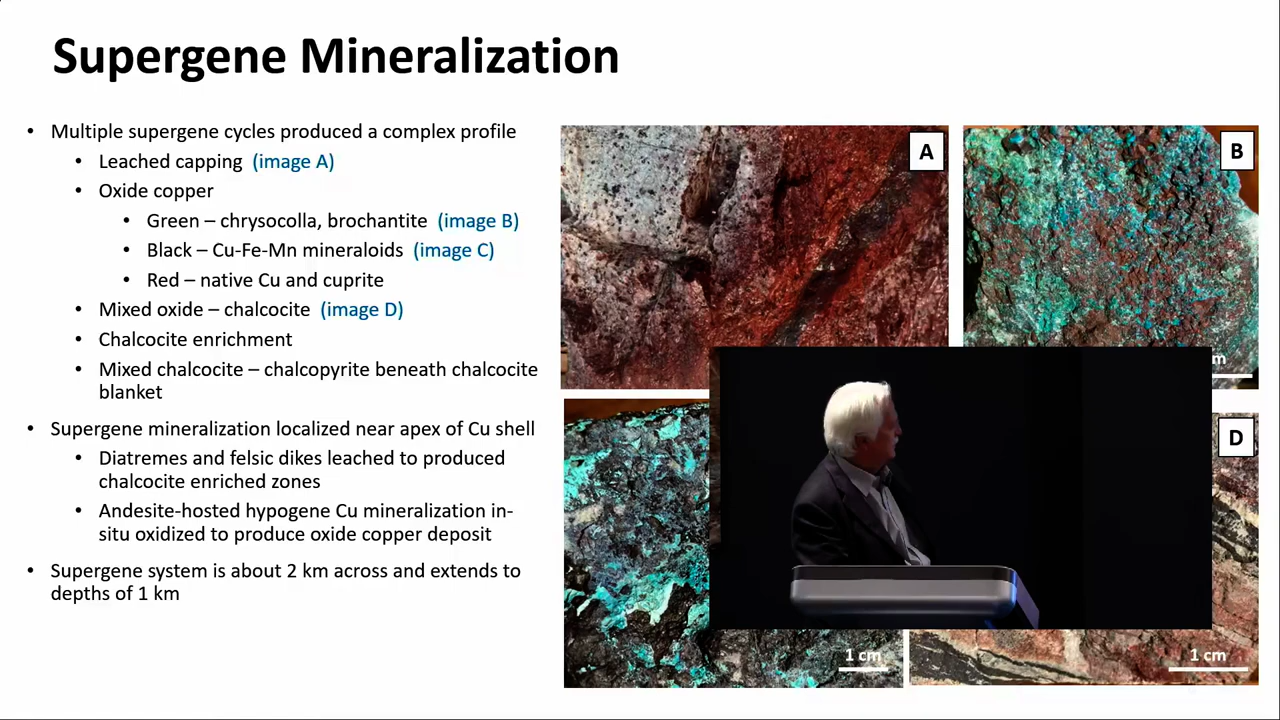 Supergene Mineralization
• Multiple supergene cycles produced a complex profile
• Leached capping (image A)
• Oxide copper
• Green – chrysocolla, brochantite (image B)
• Black – Cu-Fe-Mn mineraloids (image C)
• Red – native Cu and cuprite
• Mixed oxide – chalcocite (image D)
• Chalcocite enrichment
• Mixed chalcocite – chalcopyrite beneath chalcocite
blanket
• Supergene mineralization localized near apex of Cu shell
• Diatremes and felsic dikes leached to produced
chalcocite enriched zones
• Andesite-hosted hypogene Cu mineralization in-
situ oxidized to produce oxide copper deposit
• Supergene system is about 2 km across and extends to
depths of 1 km
A
B
D
1 cm
1 cm